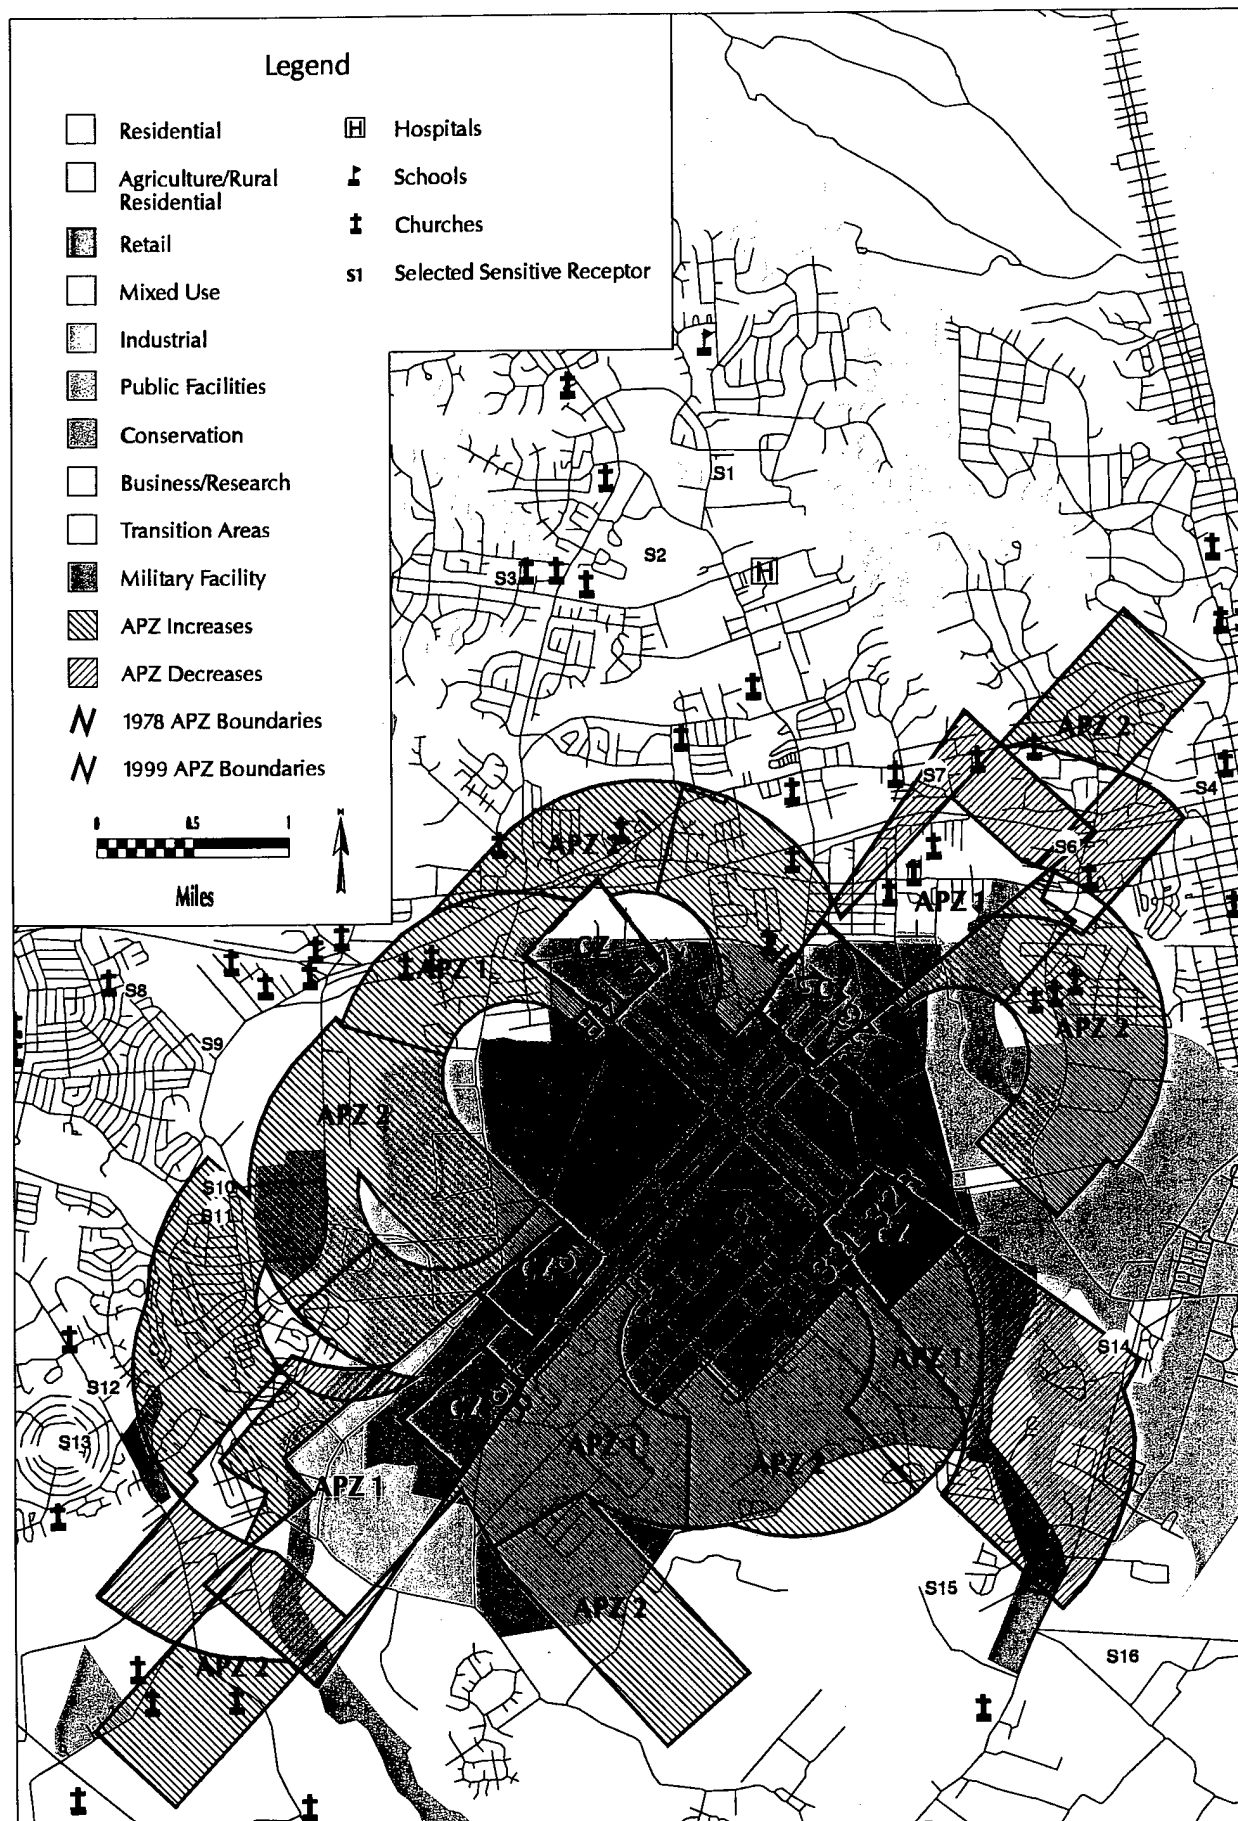 Legend
Residential
Agriculture/Rural
Residential
Retail
Mixed Use
Industrial
Public Facilities
Conservation
Business/Research
Transition Areas
Military Facility
APZ Increases
APZ Decreases
1978 APZ Boundaries
1999 APZ Boundaries
H Hospitals
Schools
Churches
S1 Selected Sensitive Receptor
0 0.5 1
Miles
N
S1
S2
S3
H
APZ 2
S7
S4
APZ 2
S6
APZ 1
CZ
APZ 1
S8
APZ 2
S9
APZ 2
S10
S11
CZ
CZ
APZ 1
S14
S12
CZ
S13
APZ 1
APZ 2
APZ 1
S15
APZ 2
S16
APZ 2